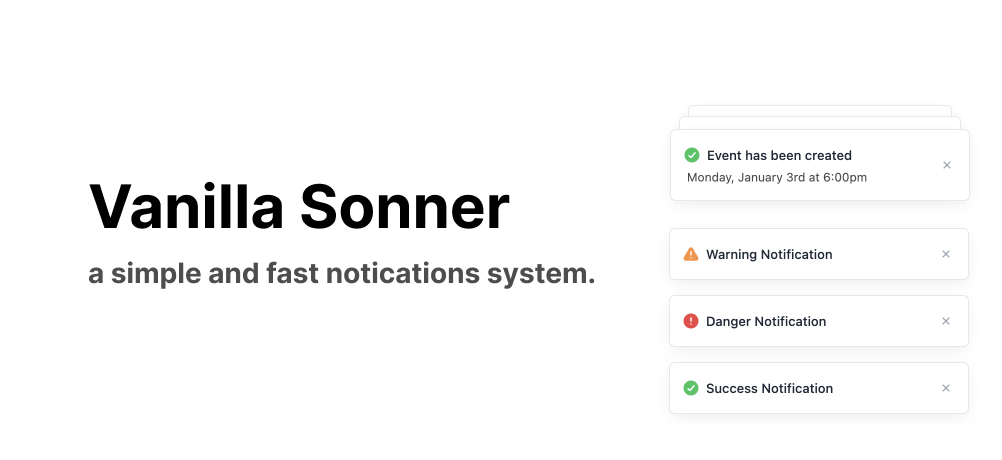 Vanilla Sonner
a simple and fast notications system.
Event has been created
Monday, January 3rd at 6:00pm
Warning Notification
Danger Notification
Success Notification